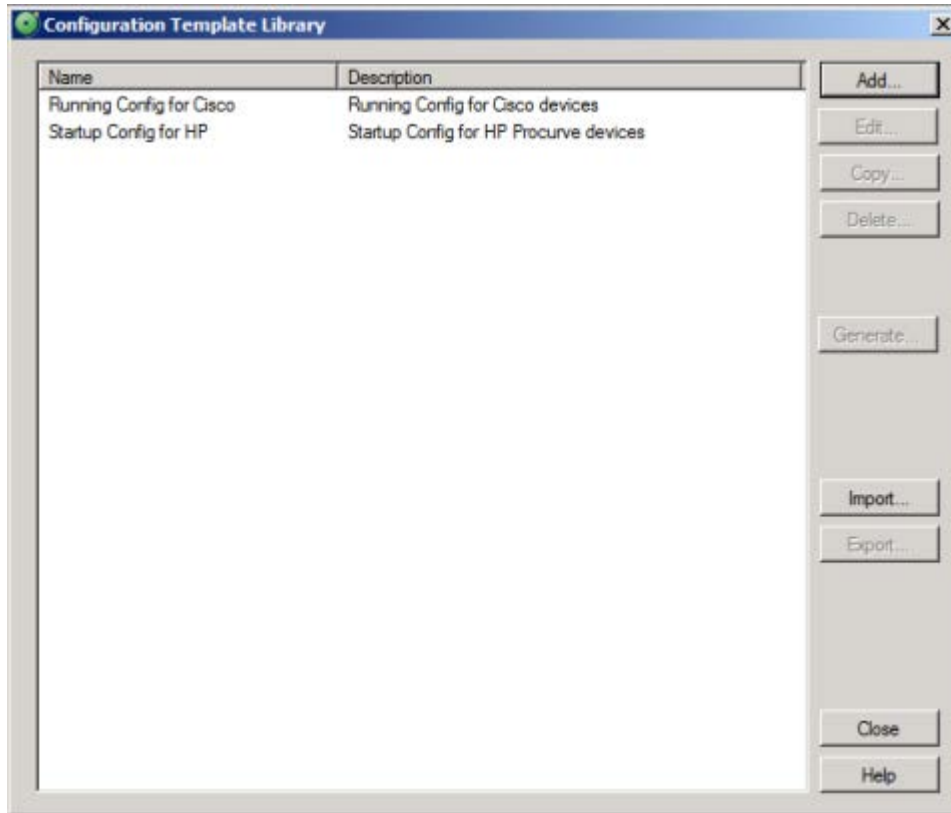 Configuration Template Library
Name Description
Running Config for Cisco Running Config for Cisco devices
Startup Config for HP Startup Config for HP Procurve devices
Add...
Edit...
Copy...
Delete...
Generate...
Import...
Export...
Close
Help